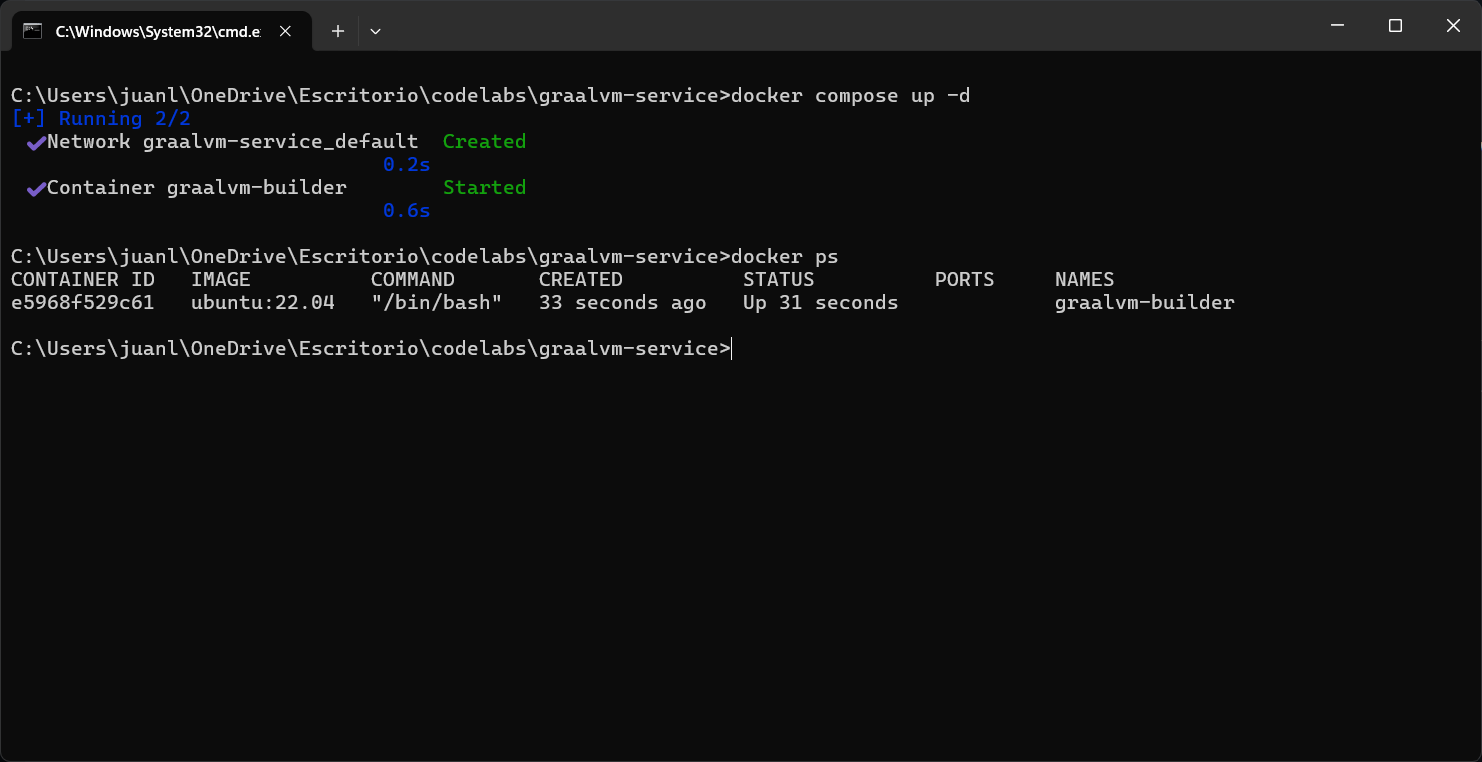 C:\Windows\System32\cmd.e
C:\Users\juanl\OneDrive\Escritorio\codelabs\graalvm-service>docker compose up -d
[+] Running 2/2
✔Network graalvm-service_default  Created
0.2s
✔Container graalvm-builder        Started
0.6s
C:\Users\juanl\OneDrive\Escritorio\codelabs\graalvm-service>docker ps
CONTAINER ID   IMAGE          COMMAND       CREATED          STATUS          PORTS     NAMES
e5968f529c61   ubuntu:22.04   "/bin/bash"   33 seconds ago   Up 31 seconds             graalvm-builder
C:\Users\juanl\OneDrive\Escritorio\codelabs\graalvm-service>